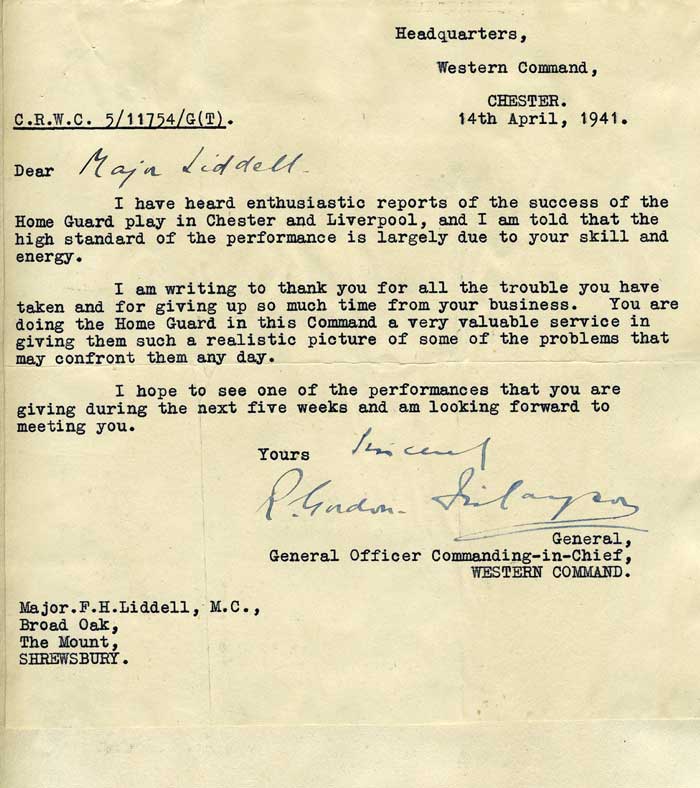 Headquarters,
Western Command,
CHESTER.
C.R.W.C. 5/11754/G(T).
14th April, 1941.
Dear Major Liddell.
I have heard enthusiastic reports of the success of the
Home Guard play in Chester and Liverpool, and I am told that the
high standard of the performance is largely due to your skill and
energy.
I am writing to thank you for all the trouble you have
taken and for giving up so much time from your business. You are
doing the Home Guard in this Command a very valuable service in
giving them such a realistic picture of some of the problems that
may confront them any day.
I hope to see one of the performances that you are
giving during the next five weeks and am looking forward to
meeting you.
Yours sincerely
R. Gordon-Finlayson
General,
General Officer Commanding-in-Chief,
WESTERN COMMAND.
Major.F.H.Liddell, M.C.,
Broad Oak,
The Mount,
SHREWSBURY.